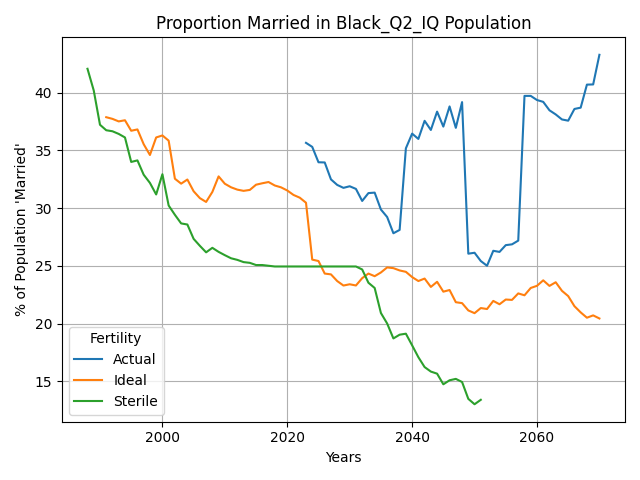 Proportion Married in Black_Q2_IQ Population
% of Population 'Married'
40
35
30
25
20
15
Fertility
Actual
Ideal
Sterile
2000
2020
2040
2060
Years